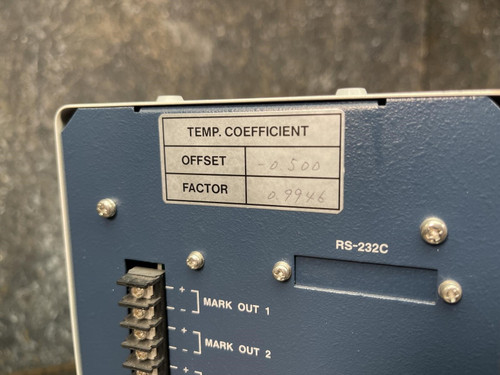 TEMP. COEFFICIENT
OFFSET -0.500
FACTOR 0.9946
RS-232C
+
MARK OUT 1
-
+
MARK OUT 2
-
+